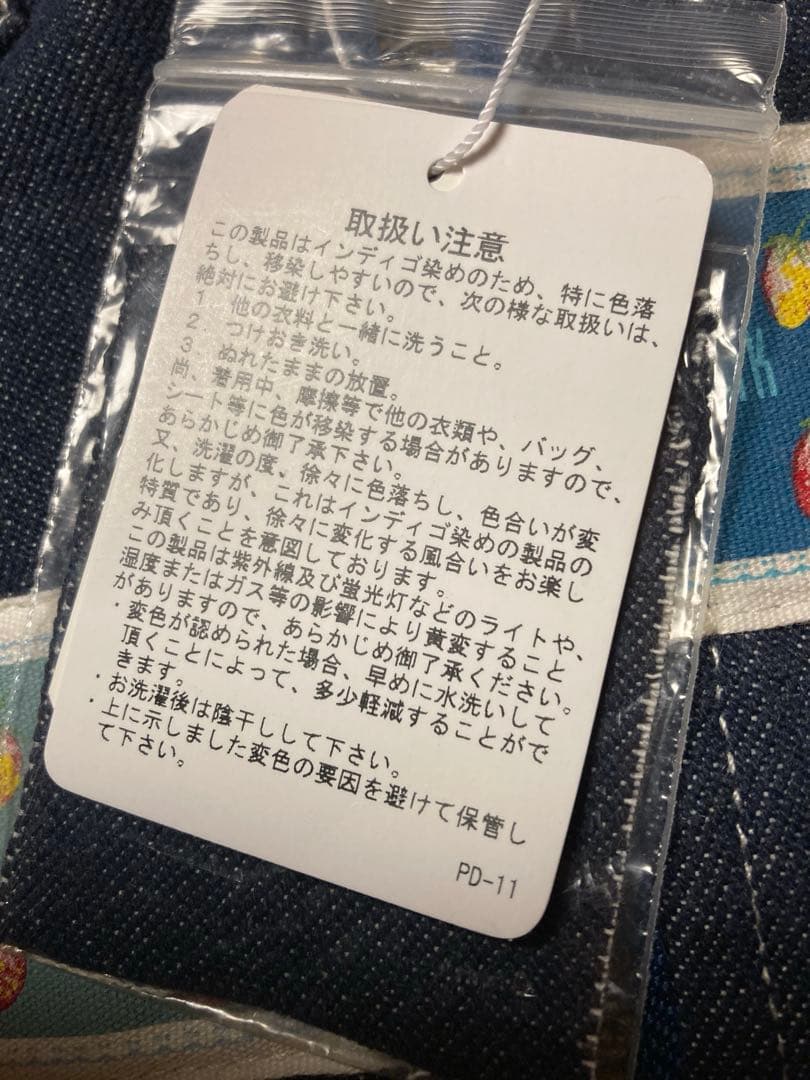 取扱い注意
この製品はインディゴ染めのため、特に色落
ちし、移染しやすいので、次の様な取扱いは、
絶対にお避け下さい。
1 他の衣料と一緒に洗うこと。
2 つけおき洗い。
3 ぬれたままの放置。
尚、着用中、摩擦等で他の衣類や、バッグ、
シート等に色が移染する場合がありますので、
あらかじめ御了承下さい。
又、洗濯の度、徐々に色落ちし、色合いが変
化しますが、これはインディゴ染めの製品の
特質であり、徐々に変化する風合いをお楽し
み頂くことを意図しております。
この製品は紫外線及び蛍光灯などのライトや、
湿度またはガス等の影響により黄変すること
がありますので、あらかじめ御了承ください。
・変色が認められた場合、早めに水洗いして
頂くことによって、多少軽減することがで
きます。
・お洗濯後は陰干しして下さい。
・上に示しました変色の要因を避けて保管し
て下さい。
PD-11